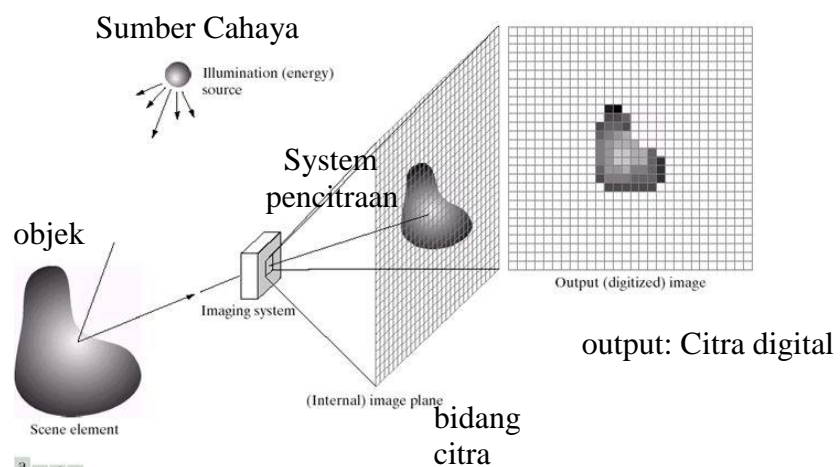 Sumber Cahaya
Illumination (energy)
source
System
pencitraan
objek
Imaging system
Output (digitized) image
output: Citra digital
(Internal) image plane
bidang
citra
Scene element
a